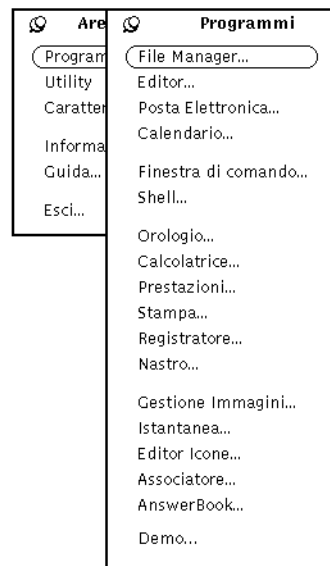 Are
Program
Utility
Caratter
Informa
Guida...
Esci...
Programmi
File Manager...
Editor...
Posta Elettronica...
Calendario...
Finestra di comando...
Shell...
Orologio...
Calcolatrice...
Prestazioni...
Stampa...
Registratore...
Nastro...
Gestione Immagini...
Istantanea...
Editor Icone...
Associatore...
AnswerBook...
Demo...